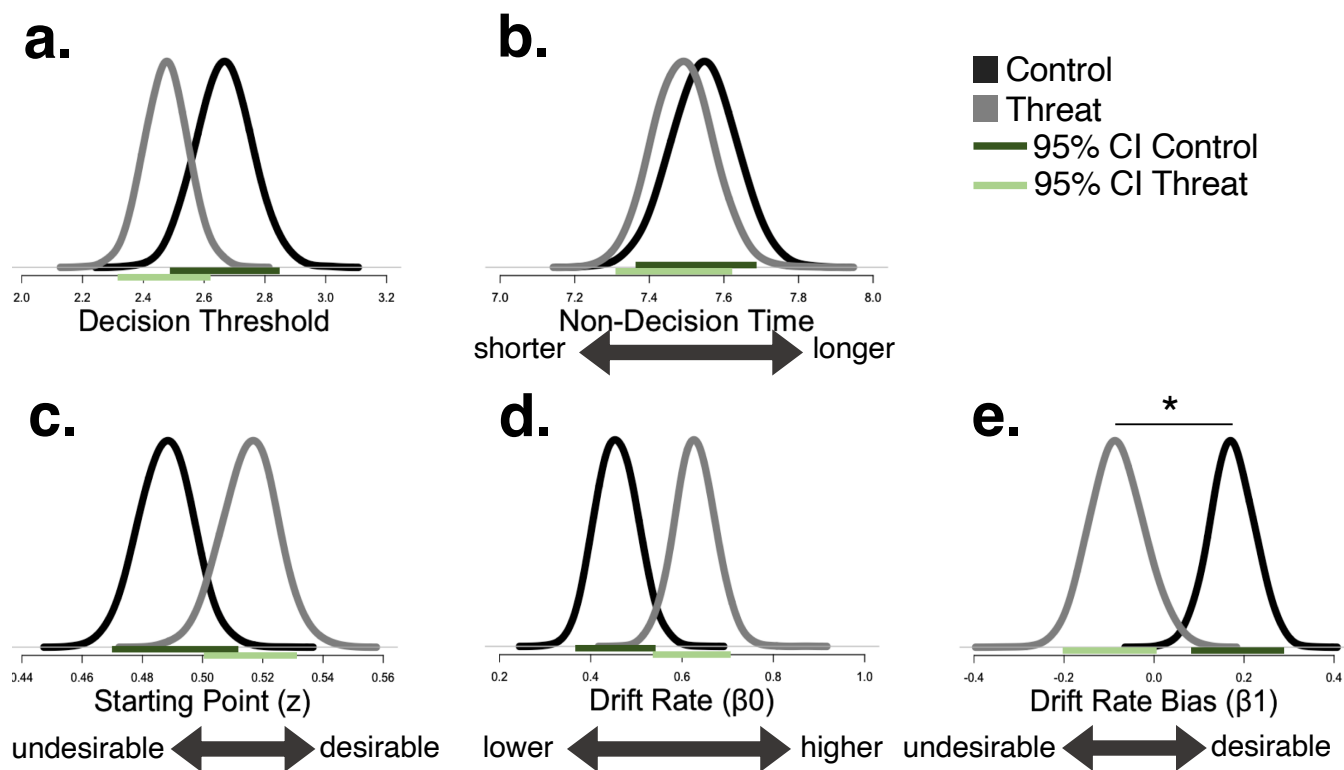 a.
2.0 2.2 2.4 2.6 2.8 3.0 3.2
Decision Threshold
b.
7.0 7.2 7.4 7.6 7.8 8.0
Non-Decision Time
shorter longer
Control
Threat
95% CI Control
95% CI Threat
c.
0.44 0.46 0.48 0.50 0.52 0.54 0.56
Starting Point (z)
undesirable desirable
d.
0.2 0.4 0.6 0.8 1.0
Drift Rate (β0)
lower higher
e.
*
-0.4 -0.2 0.0 0.2 0.4
Drift Rate Bias (β1)
undesirable desirable